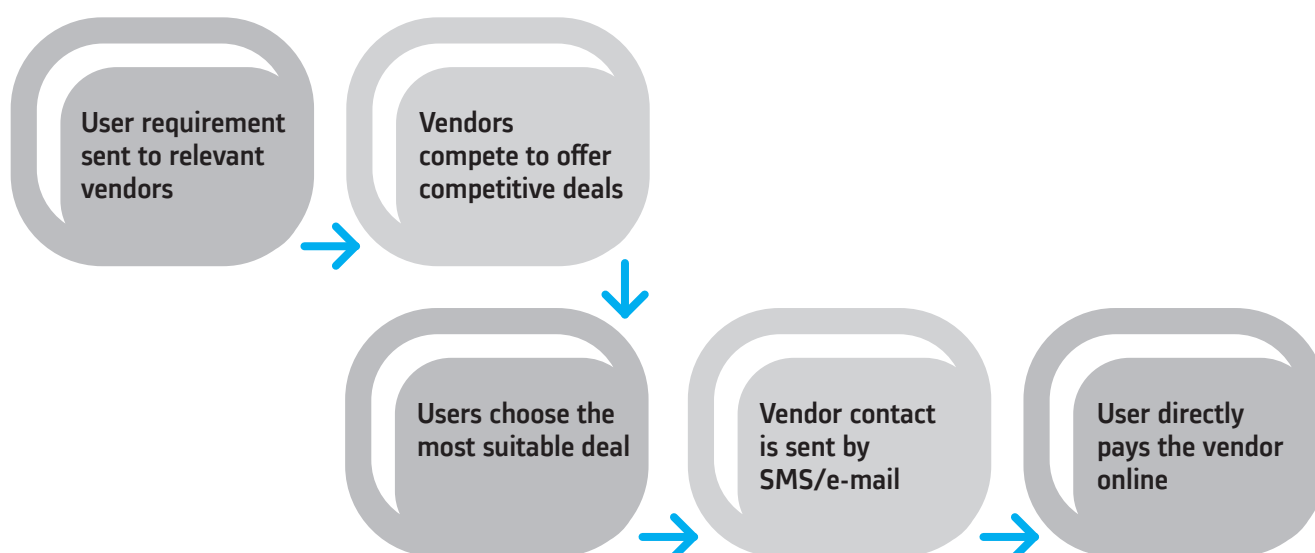 User requirement
sent to relevant
vendors
Vendors
compete to offer
competitive deals
Users choose the
most suitable deal
Vendor contact
is sent by
SMS/e-mail
User directly
pays the vendor
online